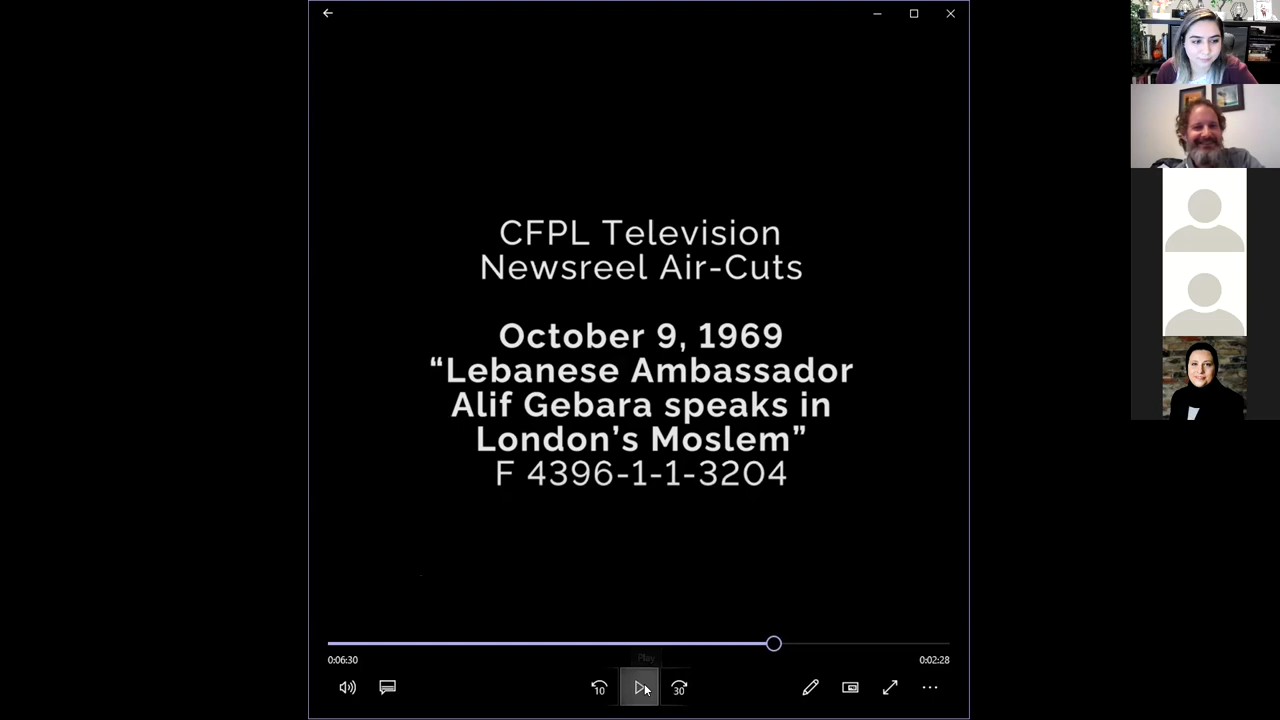 CFPL Television
Newsreel Air-Cuts
October 9, 1969
“Lebanese Ambassador
Alif Gebara speaks in
London’s Moslem”
F 4396-1-1-3204
Play
0:06:30
0:02:28
10
30